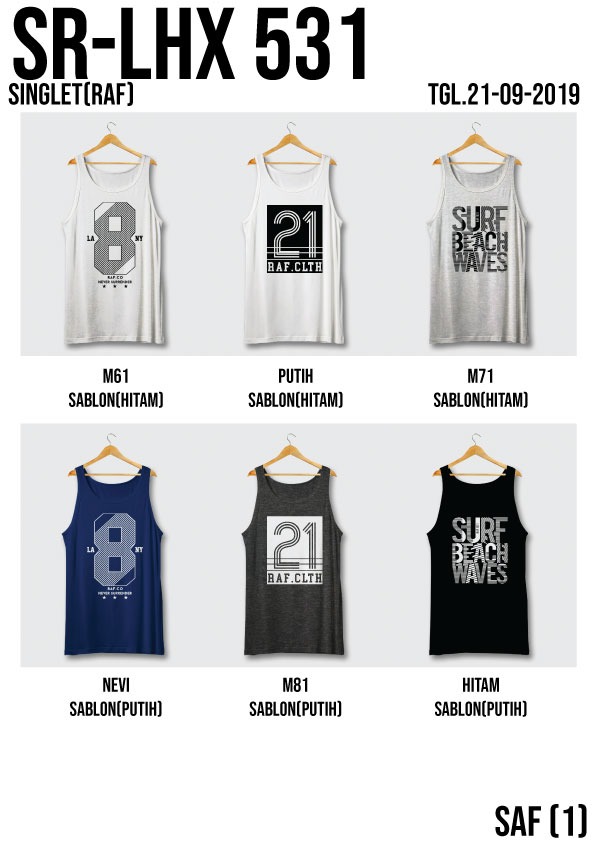 SR-LHX 531
SINGLET(RAF)
TGL.21-09-2019
8
LA NY
RAF.CO
NEVER SURRENDER
21
RAF.CLTH
SURF
BEACH
WAVES
M61
SABLON(HITAM)
PUTIH
SABLON(HITAM)
M71
SABLON(HITAM)
8
LA NY
RAF.CO
NEVER SURRENDER
21
RAF.CLTH
SURF
BEACH
WAVES
NEVI
SABLON(PUTIH)
M81
SABLON(PUTIH)
HITAM
SABLON(PUTIH)
SAF (1)